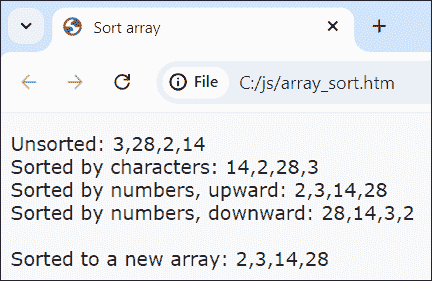 Sort array
File C:/js/array_sort.htm
Unsorted: 3,28,2,14
Sorted by characters: 14,2,28,3
Sorted by numbers, upward: 2,3,14,28
Sorted by numbers, downward: 28,14,3,2
Sorted to a new array: 2,3,14,28